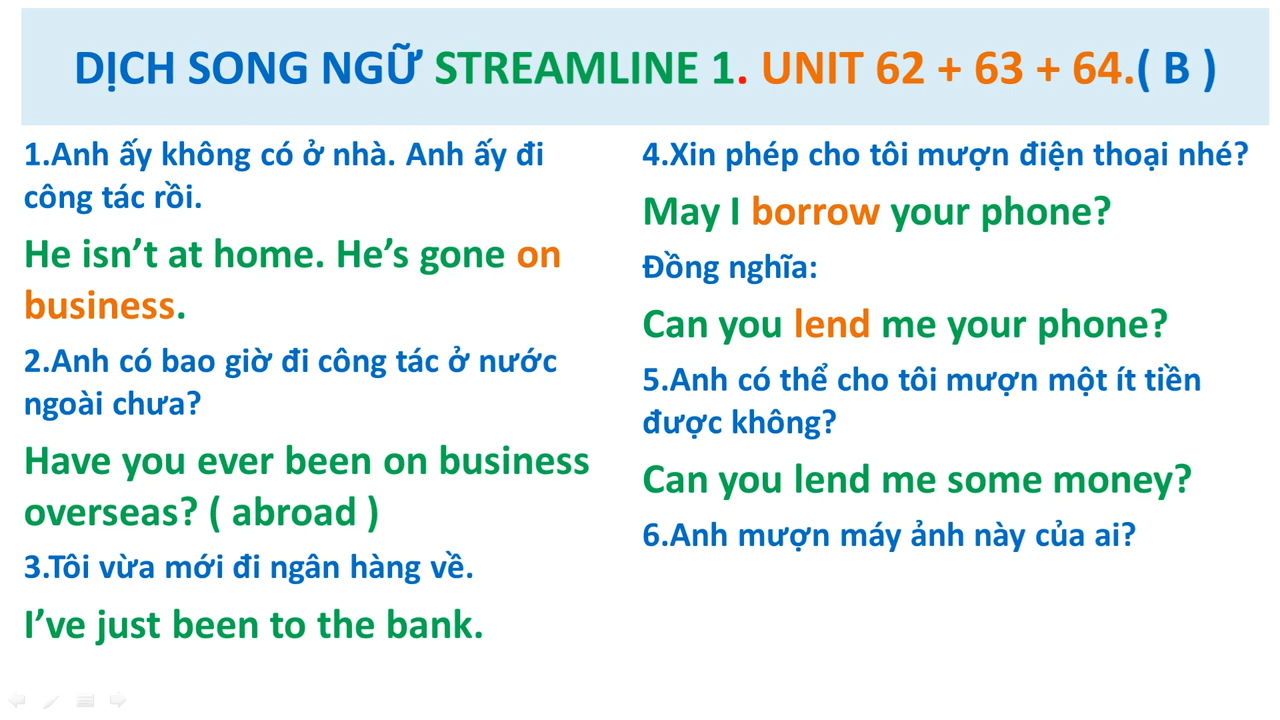 DỊCH SONG NGỮ STREAMLINE 1. UNIT 62 + 63 + 64.( B )
1.Anh ấy không có ở nhà. Anh ấy đi
công tác rồi.
He isn’t at home. He’s gone on
business.
2.Anh có bao giờ đi công tác ở nước
ngoài chưa?
Have you ever been on business
overseas? ( abroad )
3.Tôi vừa mới đi ngân hàng về.
I’ve just been to the bank.
4.Xin phép cho tôi mượn điện thoại nhé?
May I borrow your phone?
Đồng nghĩa:
Can you lend me your phone?
5.Anh có thể cho tôi mượn một ít tiền
được không?
Can you lend me some money?
6.Anh mượn máy ảnh này của ai?